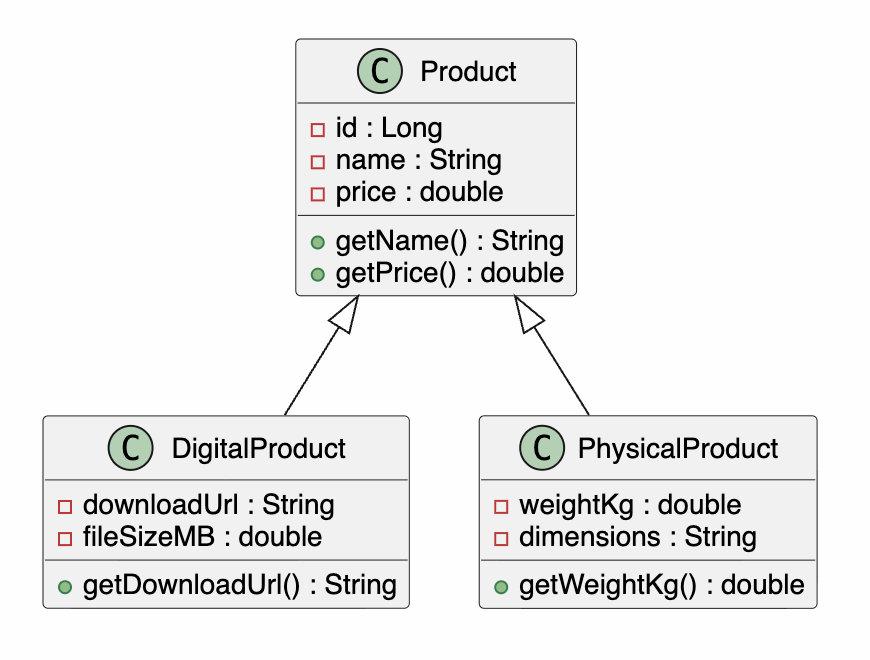 C Product
id : Long
name : String
price : double
getName() : String
getPrice() : double
C DigitalProduct
downloadUrl : String
fileSizeMB : double
getDownloadUrl() : String
C PhysicalProduct
weightKg : double
dimensions : String
getWeightKg() : double